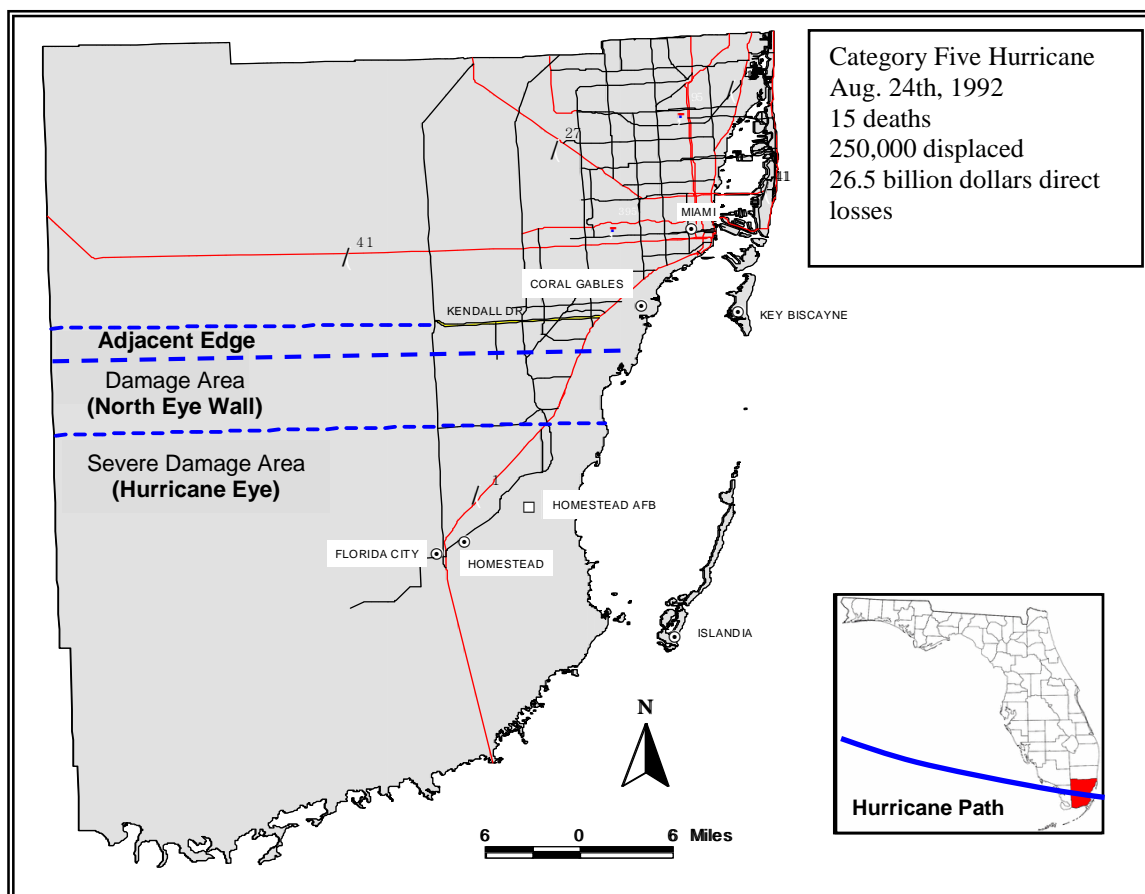 Category Five Hurricane
Aug. 24th, 1992
15 deaths
250,000 displaced
26.5 billion dollars direct
losses
27
41
MIAMI
41
CORAL GABLES
KENDALL DR
KEY BISCAYNE
Adjacent Edge
Damage Area
(North Eye Wall)
Severe Damage Area
(Hurricane Eye)
1
HOMESTEAD AFB
FLORIDA CITY
HOMESTEAD
ISLANDIA
N
6 0 6 Miles
Hurricane Path